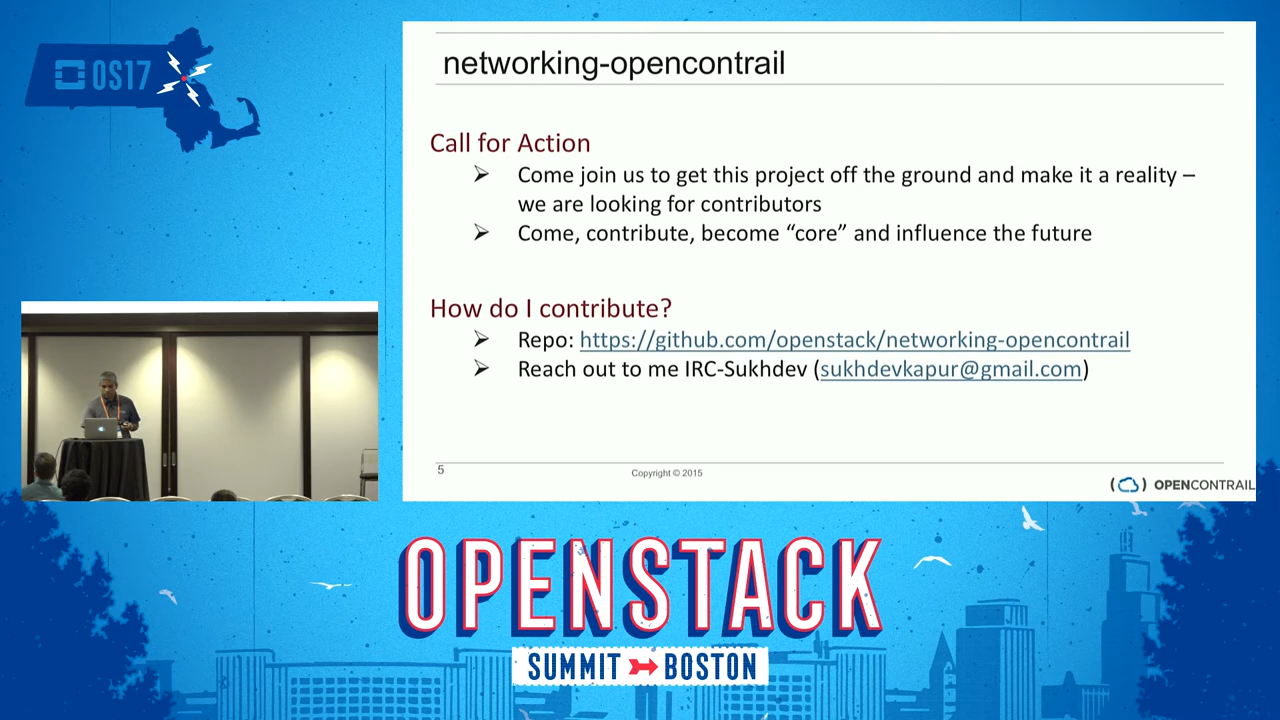 OS17
networking-opencontrail
Call for Action
➢ Come join us to get this project off the ground and make it a reality –
we are looking for contributors
➢ Come, contribute, become “core” and influence the future
How do I contribute?
➢ Repo: https://github.com/openstack/networking-opencontrail
➢ Reach out to me IRC-Sukhdev (sukhdevkapur@gmail.com)
5
Copyright © 2015
OPENCONTRAIL
OPENSTACK
SUMMIT BOSTON